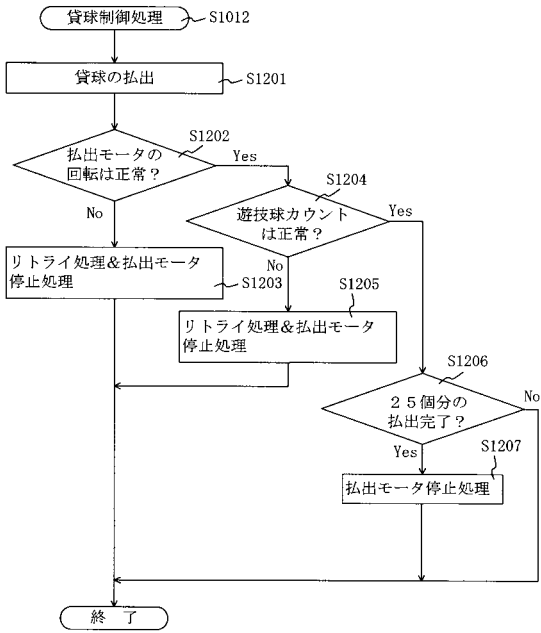 貸球制御処理
S1012
貸球の払出
S1201
払出モータの
回転は正常？
S1202
Yes
No
遊技球カウント
は正常？
S1204
Yes
No
リトライ処理＆払出モータ
停止処理
S1203
リトライ処理＆払出モータ
停止処理
S1205
２５個分の
払出完了？
S1206
No
Yes
払出モータ停止処理
S1207
終　了